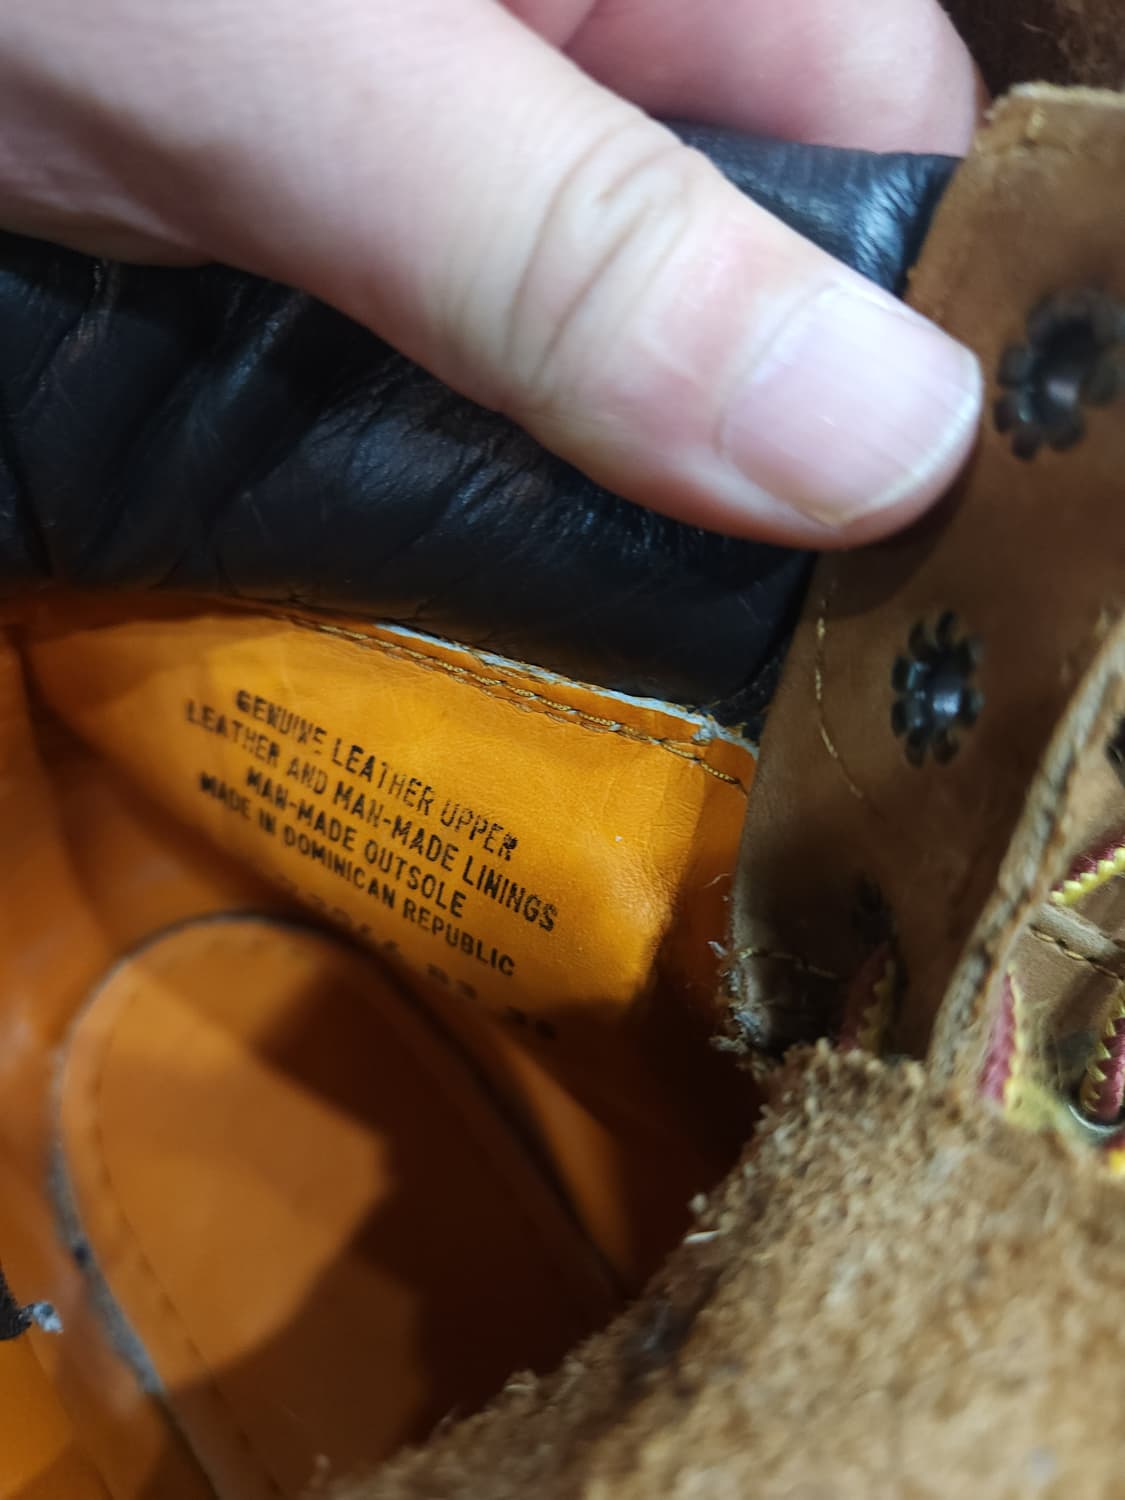 GENUINE LEATHER UPPER
LEATHER AND MAN-MADE LININGS
MAN-MADE OUTSOLE
MADE IN DOMINICAN REPUBLIC